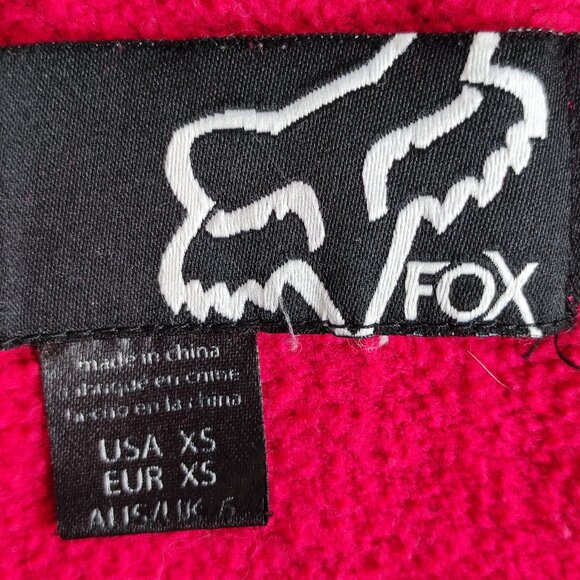 FOX
made in china
fabriqué en chine
hecho en la china
USA XS
EUR XS
AUS/UK 6